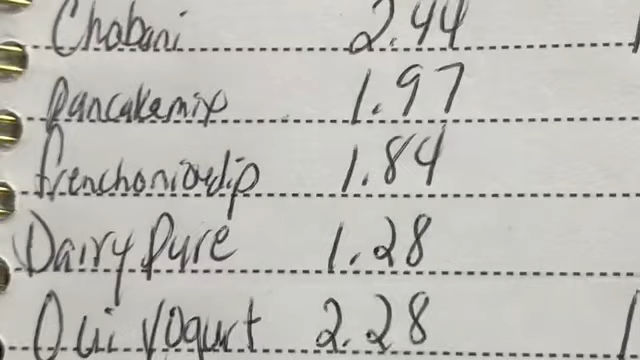 Chobani 2.44
Pancakemix 1.97
frenchoniondip 1.84
Dairy Pure 1.28
Oui Yogurt 2.28